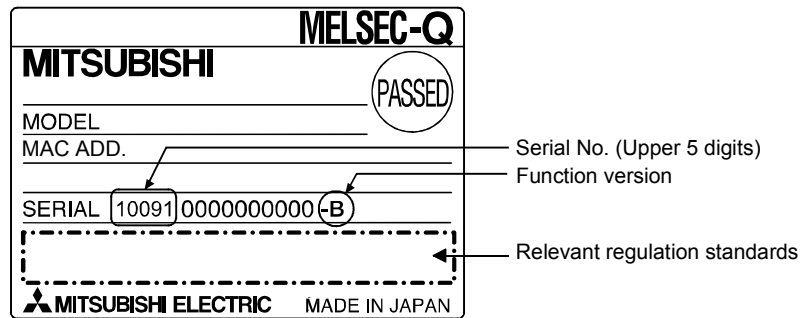 MELSEC-Q
MITSUBISHI
PASSED
MODEL
MAC ADD.
Serial No. (Upper 5 digits)
Function version
SERIAL 10091 0000000000 -B
Relevant regulation standards
MITSUBISHI ELECTRIC MADE IN JAPAN